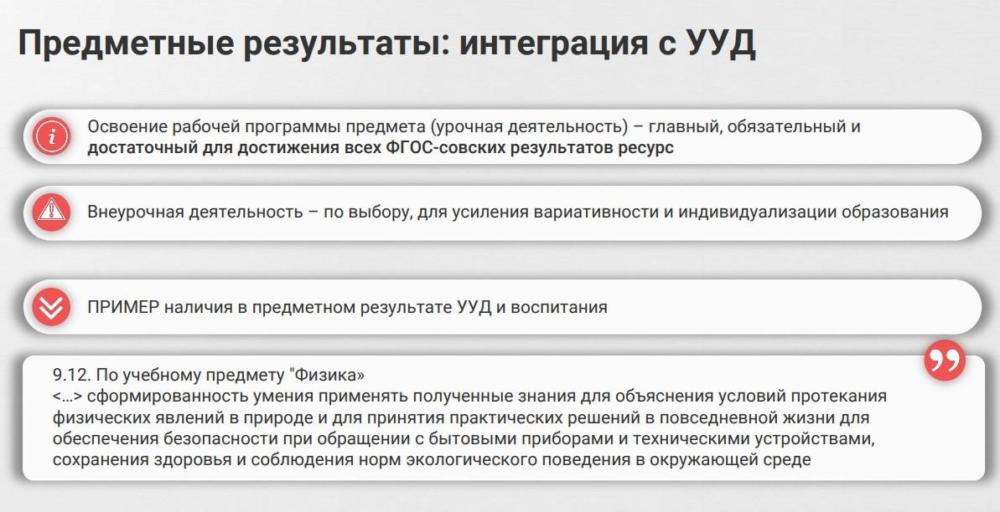 Предметные результаты: интеграция с УУД
Освоение рабочей программы предмета (урочная деятельность) – главный, обязательный и
достаточный для достижения всех ФГОС-совских результатов ресурс
Внеурочная деятельность – по выбору, для усиления вариативности и индивидуализации образования
ПРИМЕР наличия в предметном результате УУД и воспитания
9.12. По учебному предмету "Физика»
<...> сформированность умения применять полученные знания для объяснения условий протекания
физических явлений в природе и для принятия практических решений в повседневной жизни для
обеспечения безопасности при обращении с бытовыми приборами и техническими устройствами,
сохранения здоровья и соблюдения норм экологического поведения в окружающей среде